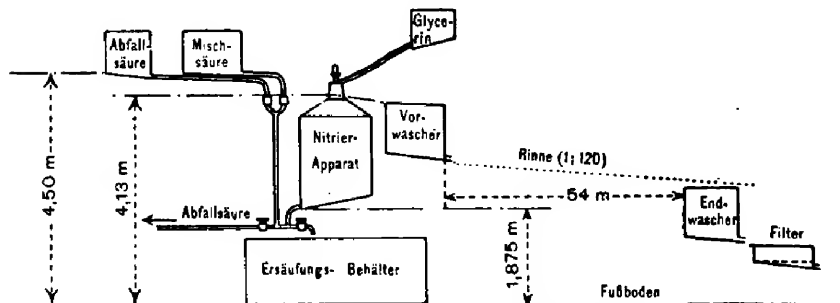 Abfall
säure
Misch-
säure
Glyce-
rin
4,50 m
4,13 m
Nitrier-
Apparat
Vor-
wascher
Rinne (1:120)
54 m
End-
wascher
Filter
Abfallsäure
1,875 m
Ersäufungs- Behälter
Fußboden